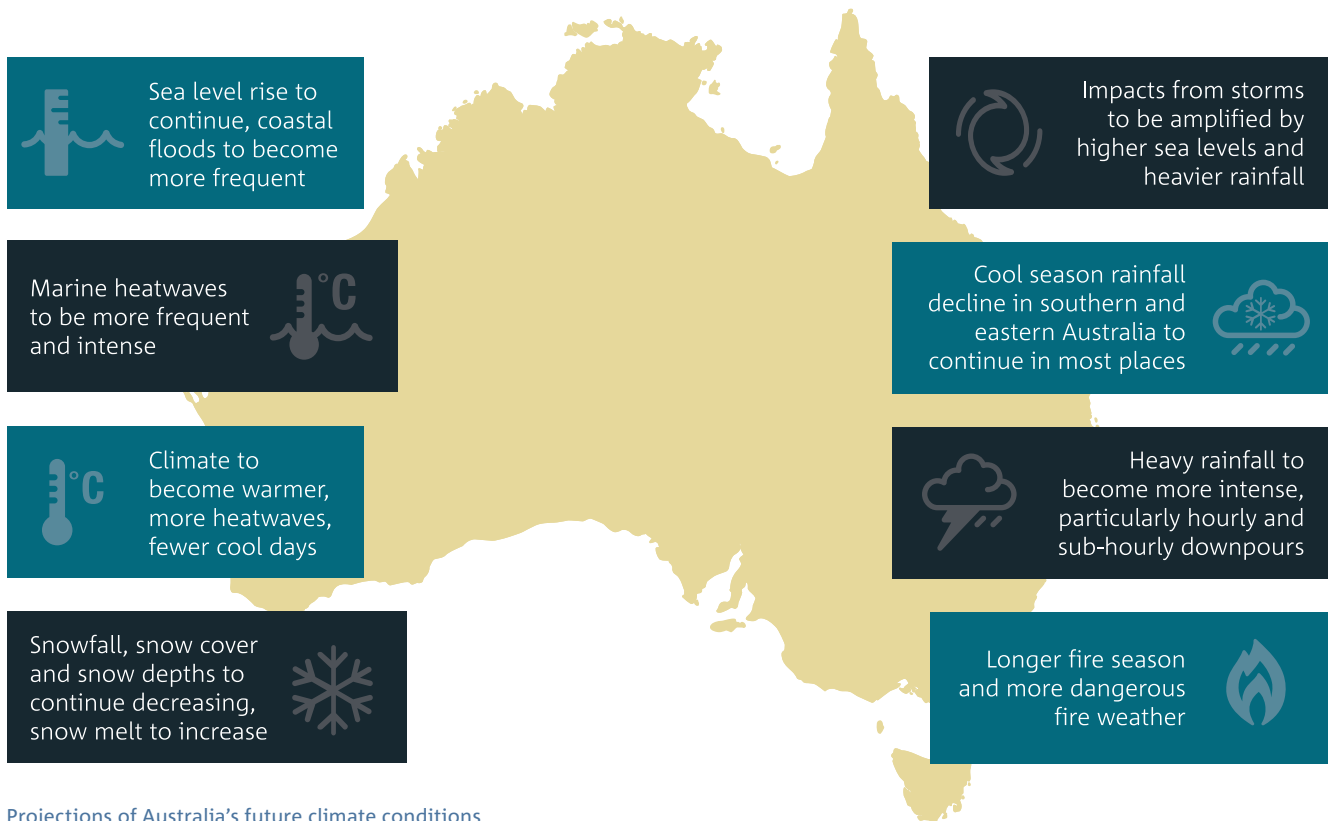 Sea level rise to
continue, coastal
floods to become
more frequent
Marine heatwaves
to be more frequent
and intense
°C
Climate to
become warmer,
more heatwaves,
fewer cool days
°C
Snowfall, snow cover
and snow depths to
continue decreasing,
snow melt to increase
Impacts from storms
to be amplified by
higher sea levels and
heavier rainfall
Cool season rainfall
decline in southern and
eastern Australia to
continue in most places
Heavy rainfall to
become more intense,
particularly hourly and
sub-hourly downpours
Longer fire season
and more dangerous
fire weather
Projections of Australia’s future climate conditions